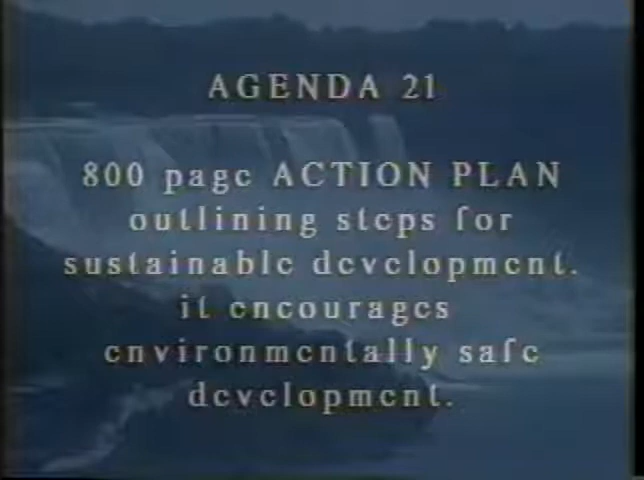 AGENDA 21
800 page ACTION PLAN
outlining steps for
sustainable development.
it encourages
environmentally safe
development.